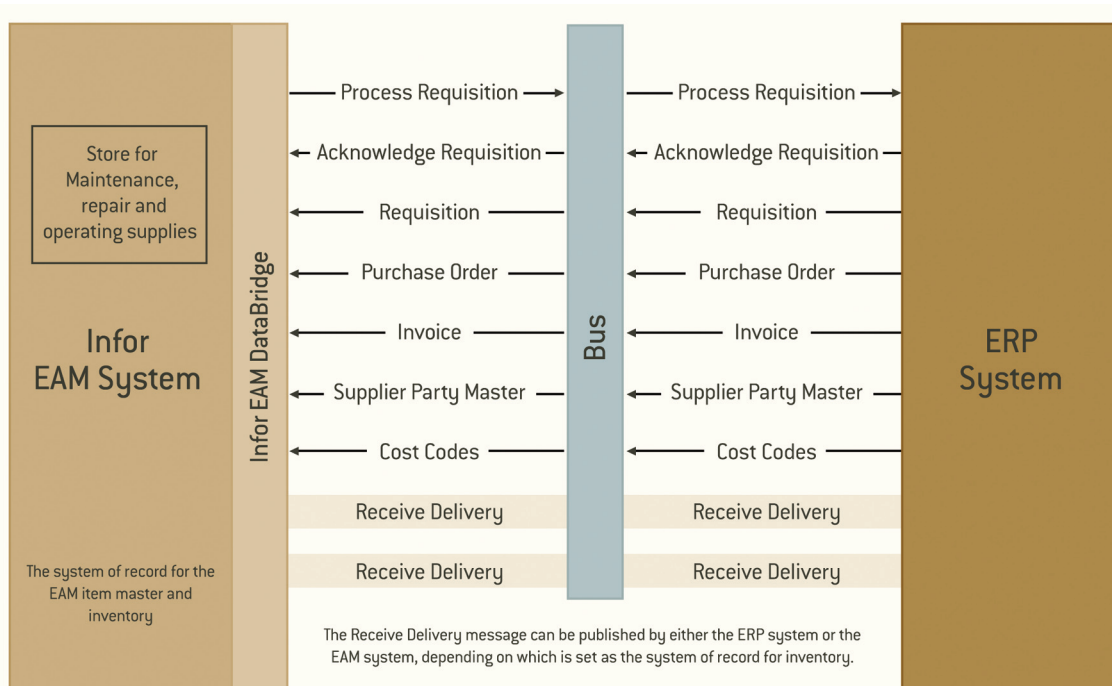 Store for
Maintenance,
repair and
operating supplies
Infor
EAM System
The system of record for the
EAM item master and
inventory
Infor EAM DataBridge
Process Requisition
Acknowledge Requisition
Requisition
Purchase Order
Invoice
Supplier Party Master
Cost Codes
Receive Delivery
Receive Delivery
Bus
Process Requisition
Acknowledge Requisition
Requisition
Purchase Order
Invoice
Supplier Party Master
Cost Codes
Receive Delivery
Receive Delivery
ERP
System
The Receive Delivery message can be published by either the ERP system or the
EAM system, depending on which is set as the system of record for inventory.